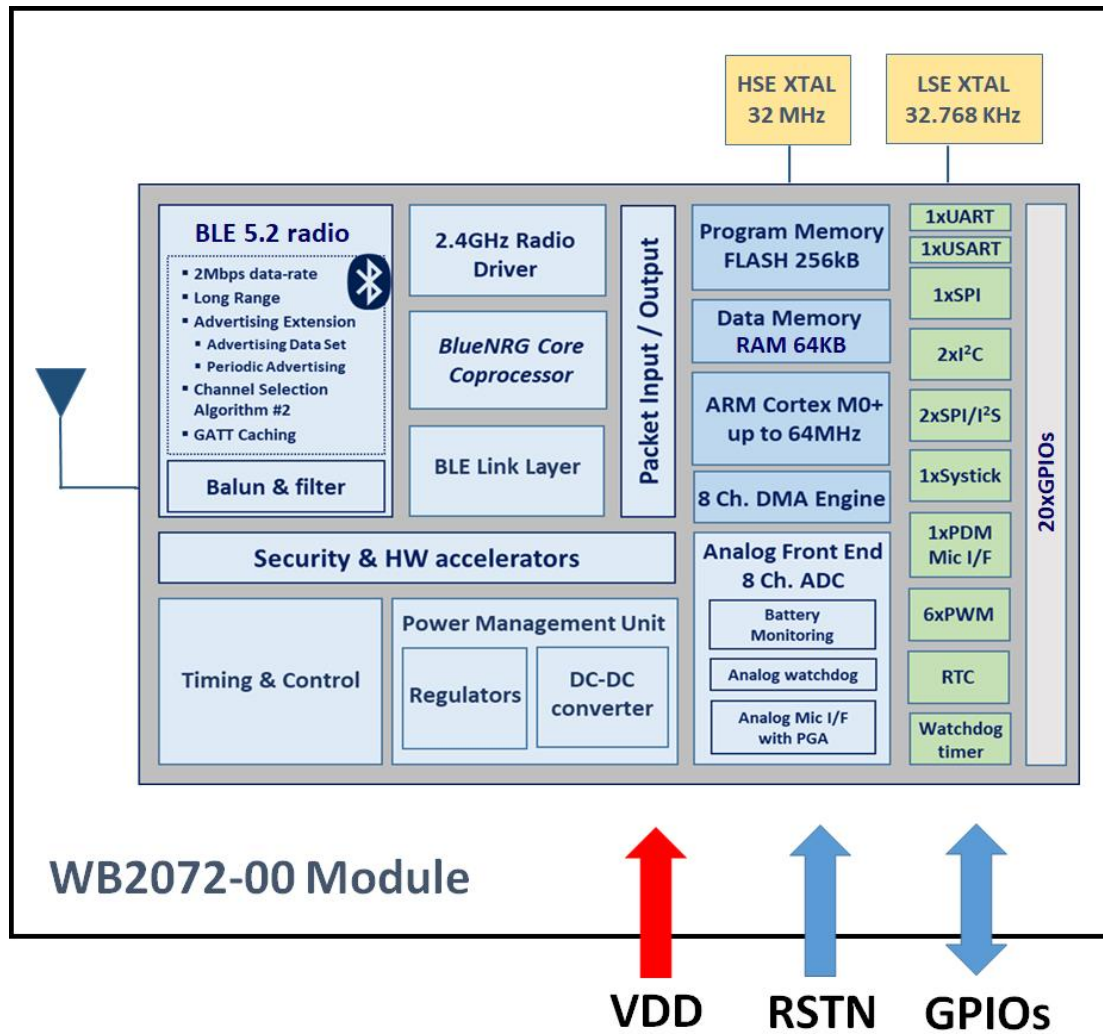 HSE XTAL
32 MHz
LSE XTAL
32.768 KHz
BLE 5.2 radio
▪ 2Mbps data-rate
▪ Long Range
▪ Advertising Extension
▪ Advertising Data Set
▪ Periodic Advertising
▪ Channel Selection
Algorithm #2
▪ GATT Caching
Balun & filter
2.4GHz Radio
Driver
BlueNRG Core
Coprocessor
BLE Link Layer
Packet Input / Output
Security & HW accelerators
Timing & Control
Power Management Unit
Regulators
DC-DC
converter
Program Memory
FLASH 256kB
Data Memory
RAM 64KB
ARM Cortex M0+
up to 64MHz
8 Ch. DMA Engine
Analog Front End
8 Ch. ADC
Battery
Monitoring
Analog watchdog
Analog Mic I/F
with PGA
1xUART
1xUSART
1xSPI
2xI²C
2xSPI/I²S
1xSystick
1xPDM
Mic I/F
6xPWM
RTC
Watchdog
timer
20xGPIOs
WB2072-00 Module
VDD
RSTN
GPIOs